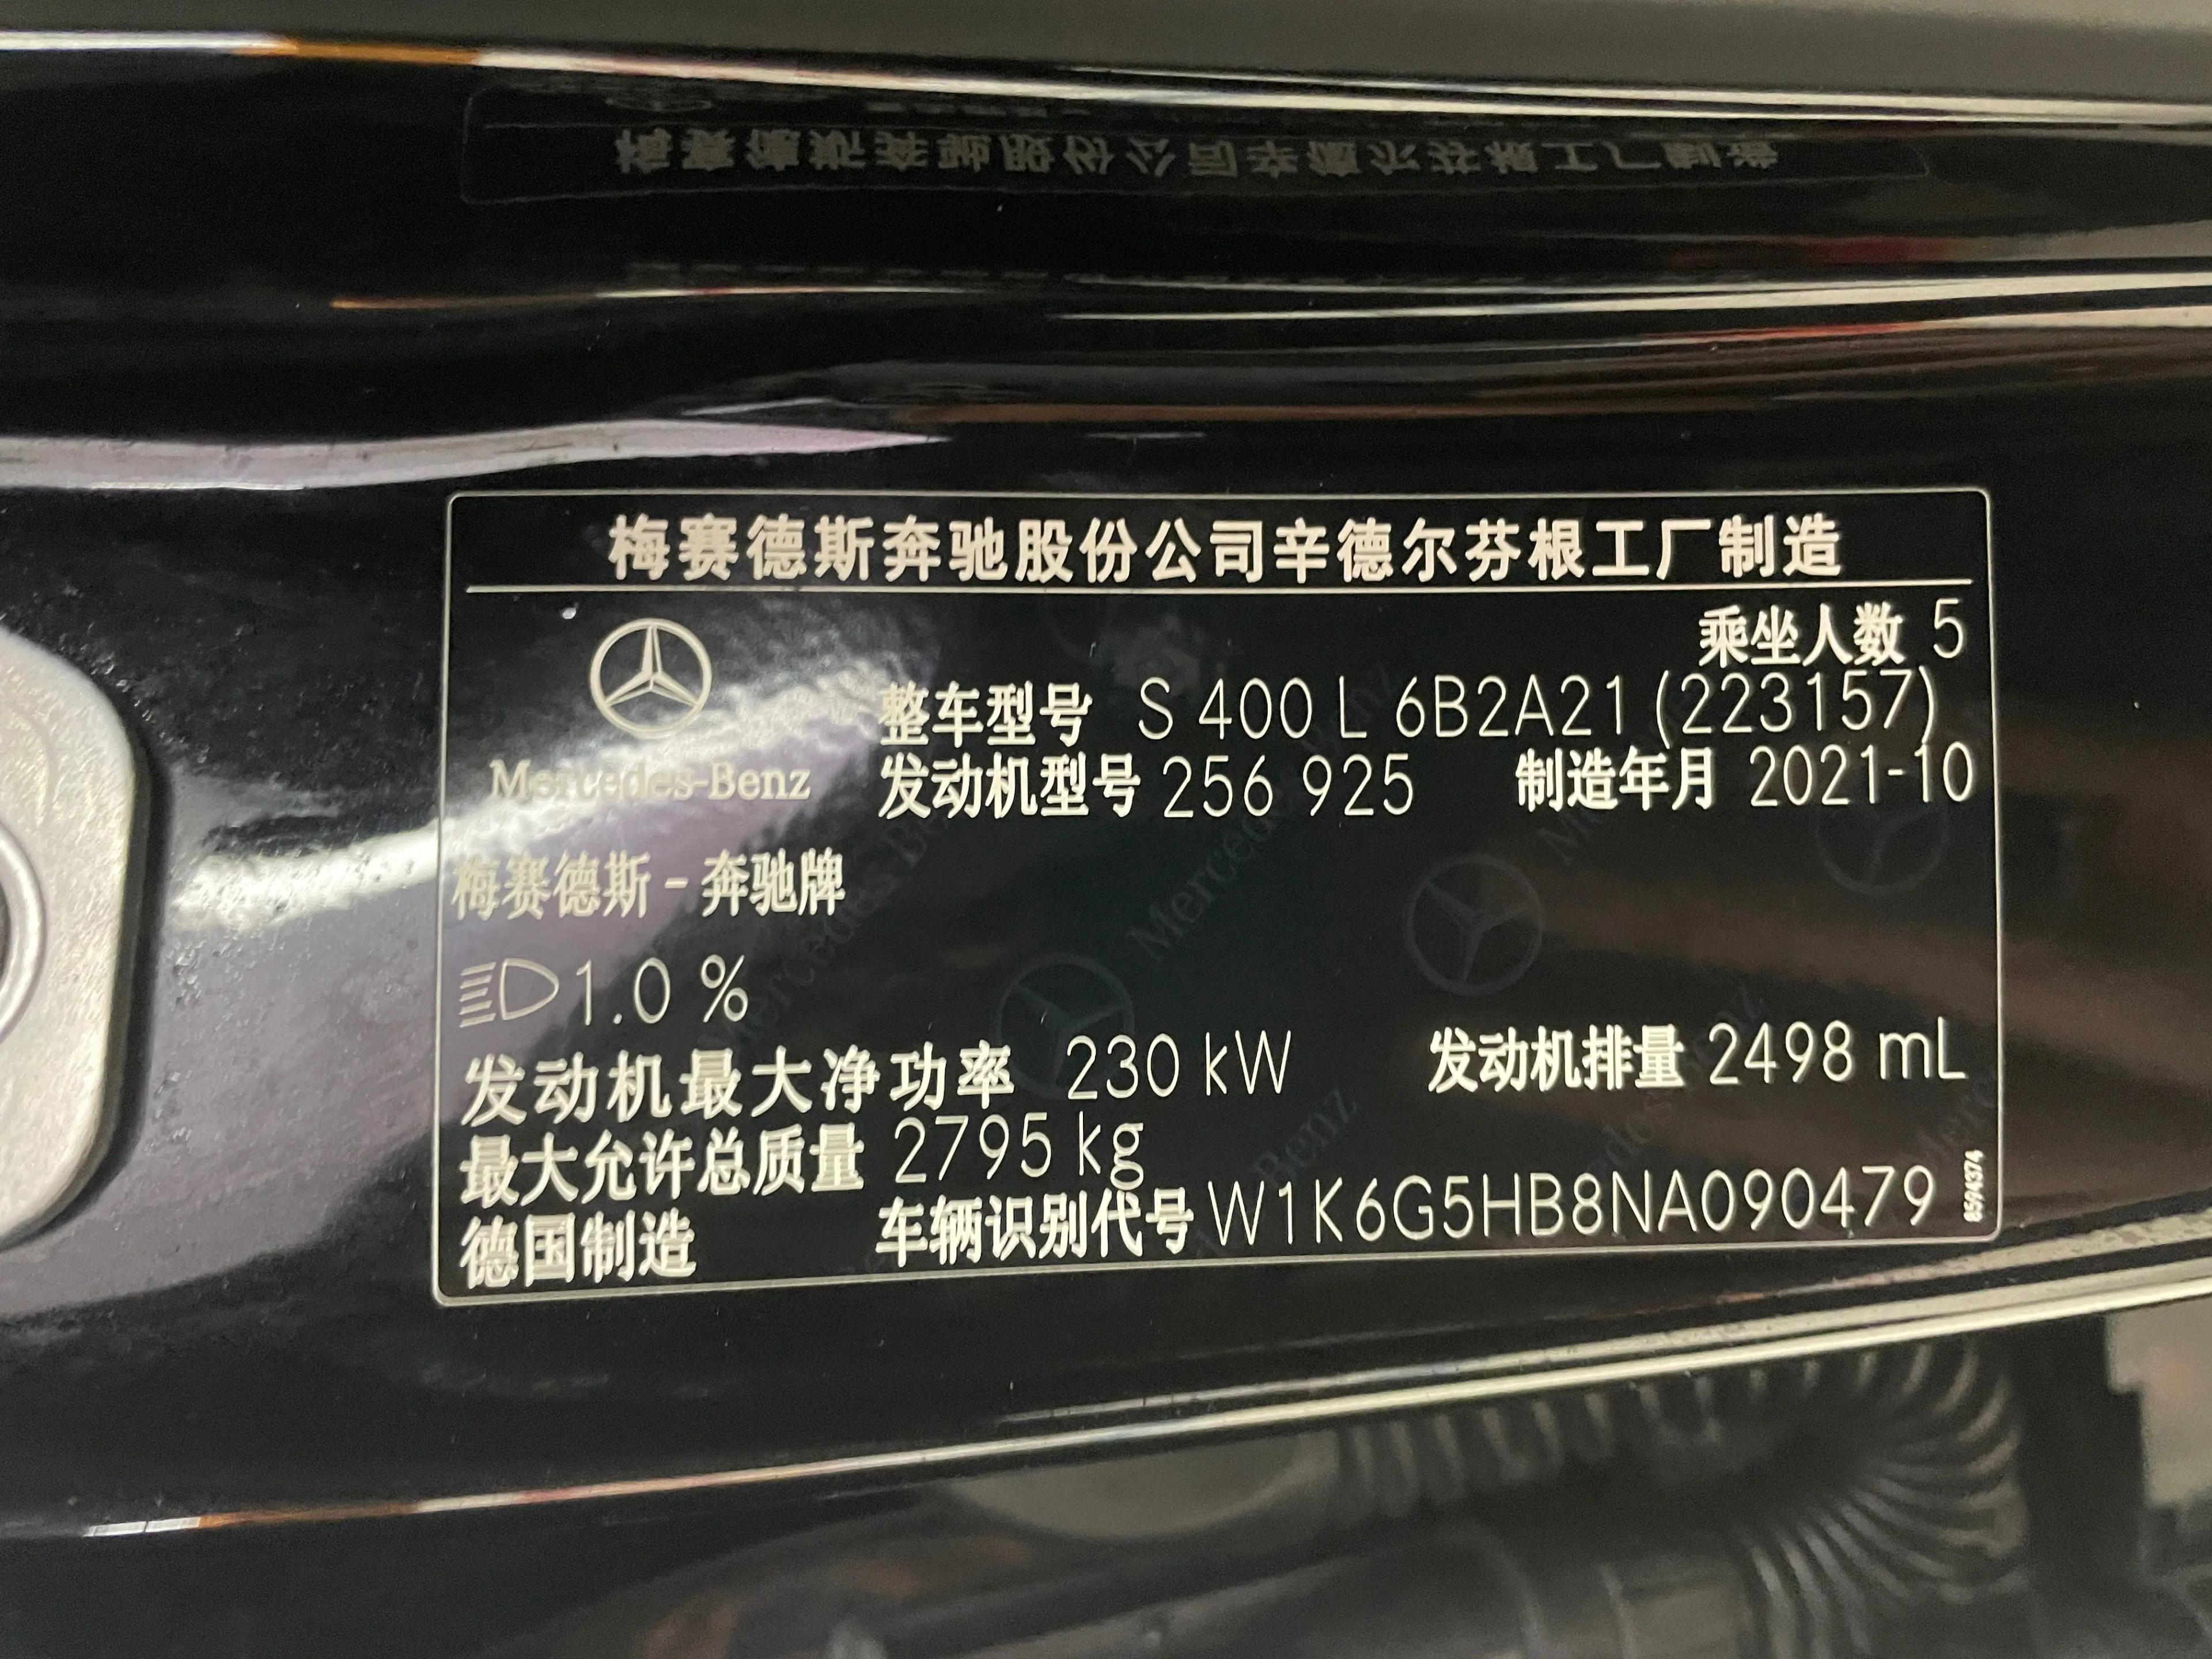 梅赛德斯奔驰股份公司辛德尔芬根工厂制造
乘坐人数 5
整车型号 S 400 L 6B2A21 (223157)
Mercedes-Benz
发动机型号 256 925 制造年月 2021-10
梅赛德斯-奔驰牌
1.0 %
发动机最大净功率 230 kW 发动机排量 2498 mL
最大允许总质量 2795 kg
德国制造 车辆识别代号 W1K6G5HB8NA090479
8594374